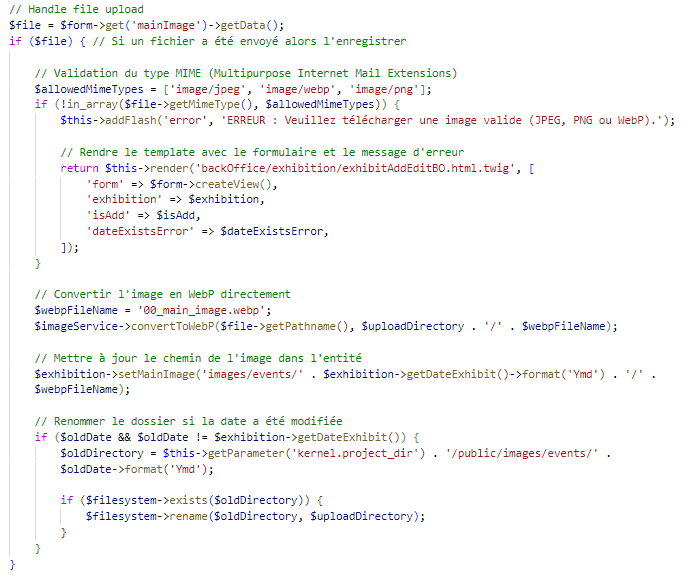 // Handle file upload
$file = $form->get('mainImage')->getData();
if ($file) { // Si un fichier a été envoyé alors l'enregistrer
// Validation du type MIME (Multipurpose Internet Mail Extensions)
$allowedMimeTypes = ['image/jpeg', 'image/webp', 'image/png'];
if (!in_array($file->getMimeType(), $allowedMimeTypes)) {
$this->addFlash('error', 'ERREUR : Veuillez télécharger une image valide (JPEG, PNG ou WebP).');
// Rendre le template avec le formulaire et le message d'erreur
return $this->render('backOffice/exhibition/exhibitAddEditBO.html.twig', [
'form' => $form->createView(),
'exhibition' => $exhibition,
'isAdd' => $isAdd,
'dateExistsError' => $dateExistsError,
]);
}
// Convertir l'image en WebP directement
$webpFileName = '00_main_image.webp';
$imageService->convertToWebP($file->getPathname(), $uploadDirectory . '/' . $webpFileName);
// Mettre à jour le chemin de l'image dans l'entité
$exhibition->setMainImage('images/events/' . $exhibition->getDateExhibit()->format('Ymd') . '/' .
$webpFileName);
// Renommer le dossier si la date a été modifiée
if ($oldDate && $oldDate != $exhibition->getDateExhibit()) {
$oldDirectory = $this->getParameter('kernel.project_dir') . '/public/images/events/' .
$oldDate->format('Ymd');
if ($filesystem->exists($oldDirectory)) {
$filesystem->rename($oldDirectory, $uploadDirectory);
}
}
}